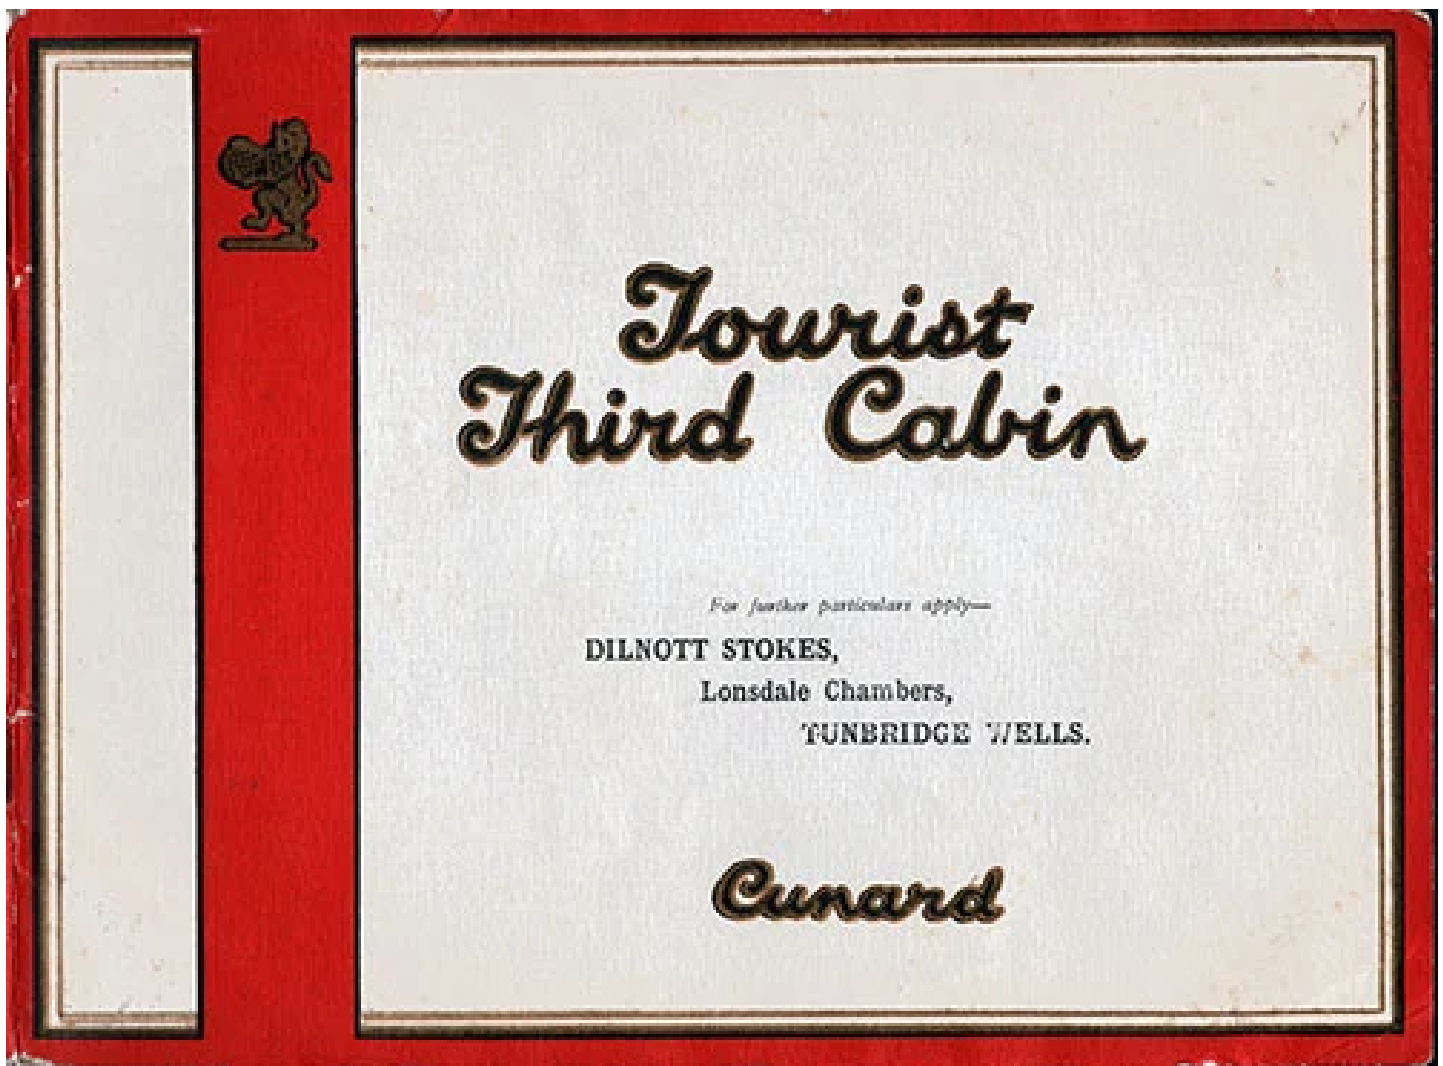 Tourist
Third Cabin
For further particulars apply—
DILNOTT STOKES,
Lonsdale Chambers,
TUNBRIDGE WELLS.
Cunard